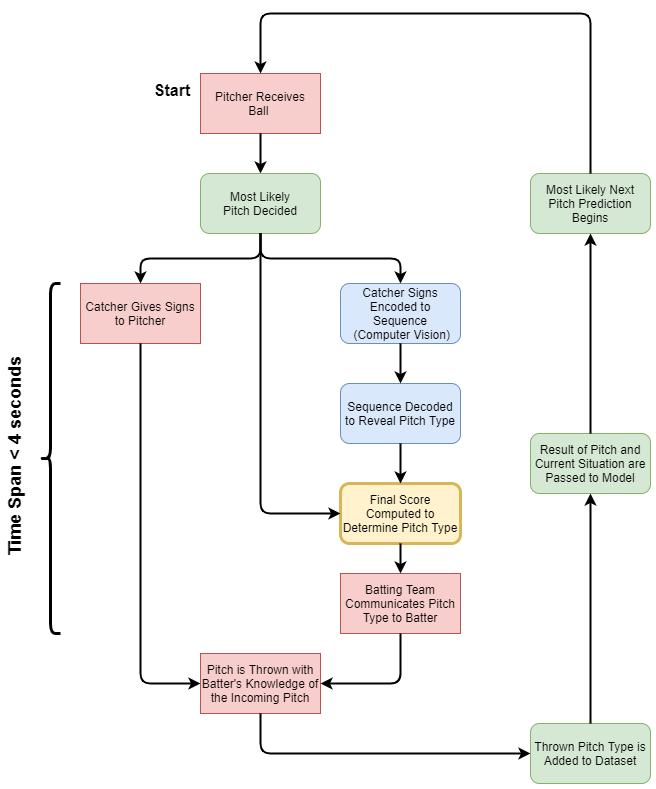 Start
Pitcher Receives
Ball
Most Likely
Pitch Decided
Most Likely Next
Pitch Prediction
Begins
Catcher Gives Signs
to Pitcher
Catcher Signs
Encoded to
Sequence
(Computer Vision)
Time Span < 4 seconds
Sequence Decoded
to Reveal Pitch Type
Result of Pitch and
Current Situation are
Passed to Model
Final Score
Computed to
Determine Pitch Type
Batting Team
Communicates Pitch
Type to Batter
Pitch is Thrown with
Batter's Knowledge of
the Incoming Pitch
Thrown Pitch Type is
Added to Dataset